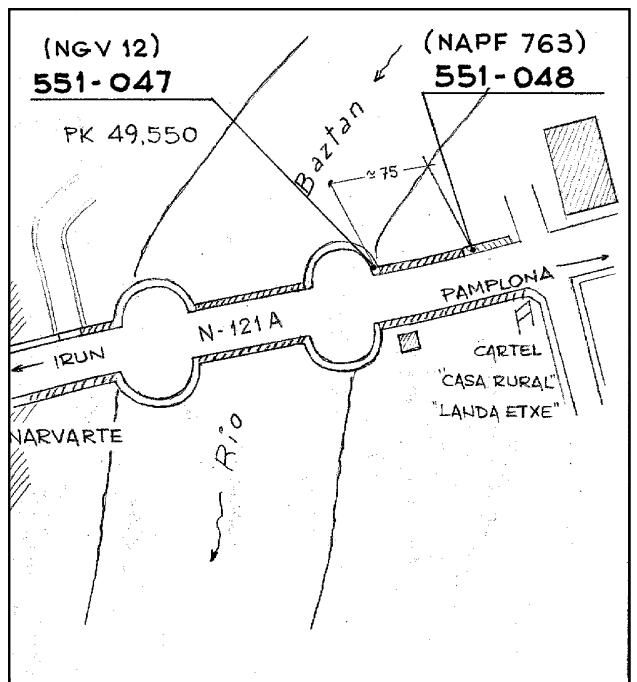 (NGV 12)
551-047
(NAPF 763)
551-048
PK 49,550
Baztan
≈ 75
PAMPLONA
N-121A
IRUN
CARTEL
"CASA RURAL"
"LANDA ETXE"
NARVARTE
Rio